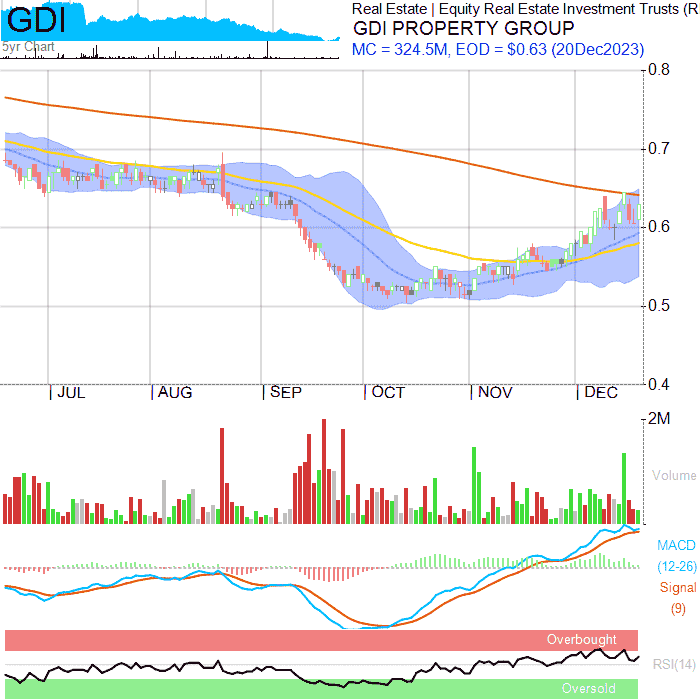 GDI
5yr Chart
Real Estate | Equity Real Estate Investment Trusts (R
GDI PROPERTY GROUP
MC = 324.5M, EOD = $0.63 (20Dec2023)
0.8
0.7
0.6
0.5
0.4
JUL AUG SEP OCT NOV DEC
2M
Volume
MACD
(12-26)
Signal
(9)
Overbought
RSI(14)
Oversold